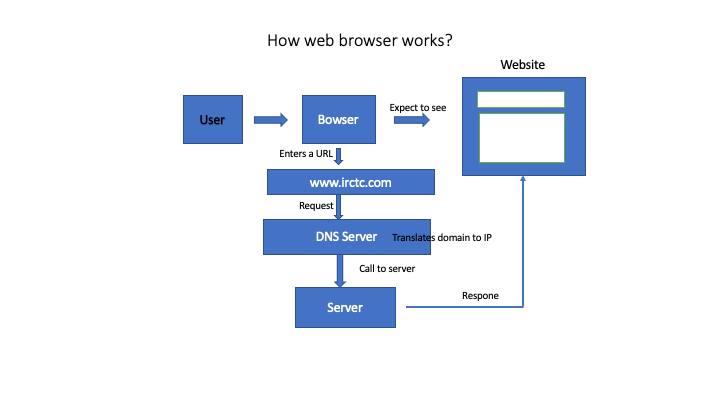 How web browser works?
Website
User
Bowser
Expect to see
Enters a URL
www.irctc.com
Request
DNS Server
Translates domain to IP
Call to server
Server
Respone